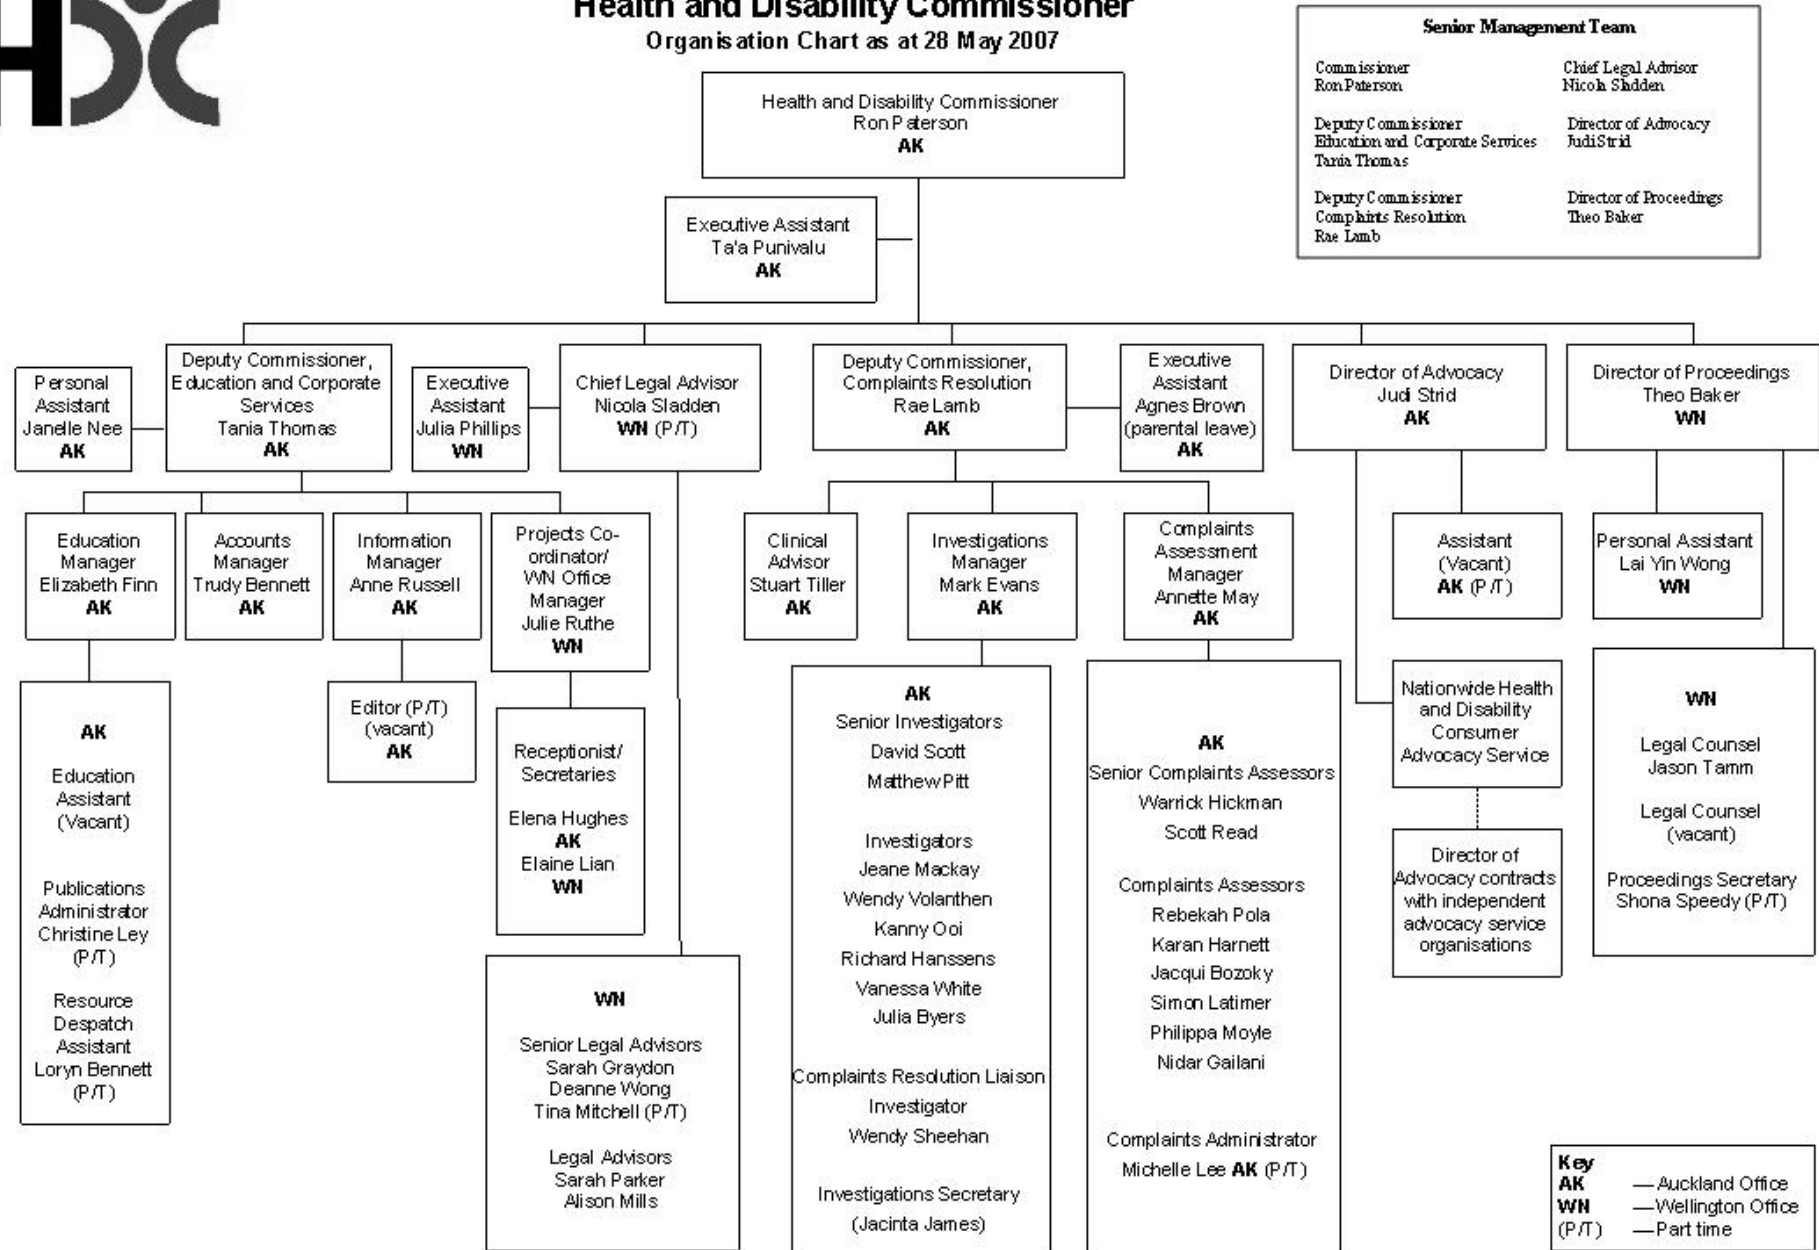 Health and Disability Commissioner
Organisation Chart as at 28 May 2007
Senior Management Team
Commissioner
Ron Paterson
Chief Legal Advisor
Nicola Sladden
Deputy Commissioner
Education and Corporate Services
Tania Thomas
Director of Advocacy
Judi Strid
Deputy Commissioner
Complaints Resolution
Rae Lamb
Director of Proceedings
Theo Baker
Health and Disability Commissioner
Ron Paterson
AK
Executive Assistant
Ta'a Punivalu
AK
Personal
Assistant
Janelle Nee
AK
Deputy Commissioner,
Education and Corporate
Services
Tania Thomas
AK
Executive
Assistant
Julia Phillips
WN
Chief Legal Advisor
Nicola Sladden
WN (P/T)
Deputy Commissioner,
Complaints Resolution
Rae Lamb
AK
Executive
Assistant
Agnes Brown
(parental leave)
AK
Director of Advocacy
Judi Strid
AK
Director of Proceedings
Theo Baker
WN
Education
Manager
Elizabeth Finn
AK
Accounts
Manager
Trudy Bennett
AK
Information
Manager
Anne Russell
AK
Projects Co-
ordinator/
WN Office
Manager
Julie Ruthe
WN
Clinical
Advisor
Stuart Tiller
AK
Investigations
Manager
Mark Evans
AK
Complaints
Assessment
Manager
Annette May
AK
Assistant
(Vacant)
AK (P/T)
Personal Assistant
Lai Yin Wong
WN
AK
Education
Assistant
(Vacant)
Publications
Administrator
Christine Ley
(P/T)
Resource
Despatch
Assistant
Loryn Bennett
(P/T)
Editor (P/T)
(vacant)
AK
Receptionist/
Secretaries
Elena Hughes
AK
Elaine Lian
WN
WN
Senior Legal Advisors
Sarah Graydon
Deanne Wong
Tina Mitchell (P/T)
Legal Advisors
Sarah Parker
Alison Mills
AK
Senior Investigators
David Scott
Matthew Pitt
Investigators
Jeane Mackay
Wendy Volanthen
Kanny Ooi
Richard Hanssens
Vanessa White
Julia Byers
Complaints Resolution Liaison
Investigator
Wendy Sheehan
Investigations Secretary
(Jacinta James)
AK
Senior Complaints Assessors
Warrick Hickman
Scott Read
Complaints Assessors
Rebekah Pola
Karan Harnett
Jacqui Bozoky
Simon Latimer
Philippa Moyle
Nidar Gailani
Complaints Administrator
Michelle Lee AK (P/T)
Nationwide Health
and Disability
Consumer
Advocacy Service
Director of
Advocacy contracts
with independent
advocacy service
organisations
WN
Legal Counsel
Jason Tamm
Legal Counsel
(vacant)
Proceedings Secretary
Shona Speedy (P/T)
Key
AK — Auckland Office
WN — Wellington Office
(P/T) — Part time